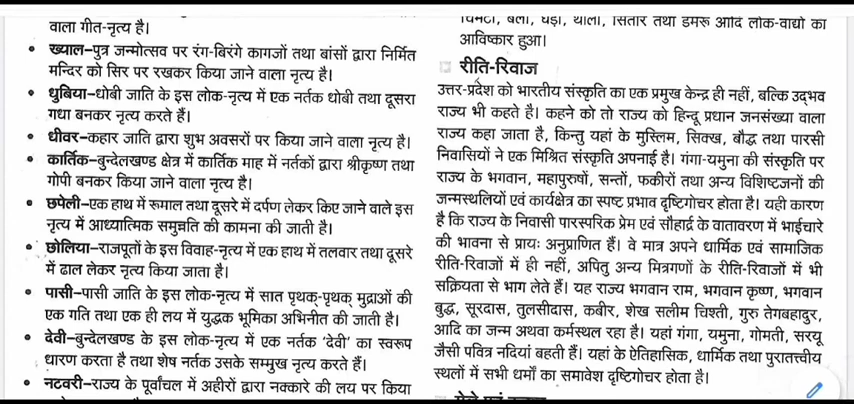 वाला गीत-नृत्य है।
ख्याल–पुत्र जन्मोत्सव पर रंग-बिरंगे कागजों तथा बांसों द्वारा निर्मित
मन्दिर को सिर पर रखकर किया जाने वाला नृत्य है।
धुबिया–धोबी जाति के इस लोक-नृत्य में एक नर्तक धोबी तथा दूसरा
गधा बनकर नृत्य करते हैं।
धीवर–कहार जाति द्वारा शुभ अवसरों पर किया जाने वाला नृत्य है।
कार्तिक–बुन्देलखण्ड क्षेत्र में कार्तिक माह में नर्तकों द्वारा श्रीकृष्ण तथा
गोपी बनकर किया जाने वाला नृत्य है।
छपेली–एक हाथ में रूमाल तथा दूसरे में दर्पण लेकर किए जाने वाले इस
नृत्य में आध्यात्मिक समुन्नति की कामना की जाती है।
छोलिया–राजपूतों के इस विवाह-नृत्य में एक हाथ में तलवार तथा दूसरे
में ढाल लेकर नृत्य किया जाता है।
पासी–पासी जाति के इस लोक-नृत्य में सात पृथक्-पृथक् मुद्राओं की
एक गति तथा एक ही लय में युद्धक भूमिका अभिनीत की जाती है।
देवी–बुन्देलखण्ड के इस लोक-नृत्य में एक नर्तक 'देवी' का स्वरूप
धारण करता है तथा शेष नर्तक उसके सम्मुख नृत्य करते हैं।
नटवरी–राज्य के पूर्वांचल में अहीरों द्वारा नक्कारे की लय पर किया
चिमटा, बेला, घड़ा, थाली, सितार तथा डमरू आदि लोक-वाद्यों का
आविष्कार हुआ।
रीति-रिवाज
उत्तर-प्रदेश को भारतीय संस्कृति का एक प्रमुख केन्द्र ही नहीं, बल्कि उद्भव
राज्य भी कहते है। कहने को तो राज्य को हिन्दू प्रधान जनसंख्या वाला
राज्य कहा जाता है, किन्तु यहां के मुस्लिम, सिक्ख, बौद्ध तथा पारसी
निवासियों ने एक मिश्रित संस्कृति अपनाई है। गंगा-यमुना की संस्कृति पर
राज्य के भगवान, महापुरुषों, सन्तों, फकीरों तथा अन्य विशिष्टजनों की
जन्मस्थलियों एवं कार्यक्षेत्र का स्पष्ट प्रभाव दृष्टिगोचर होता है। यही कारण
है कि राज्य के निवासी पारस्परिक प्रेम एवं सौहार्द्र के वातावरण में भाईचारे
की भावना से प्रायः अनुप्राणित हैं। वे मात्र अपने धार्मिक एवं सामाजिक
रीति-रिवाजों में ही नहीं, अपितु अन्य मित्रगणों के रीति-रिवाजों में भी
सक्रियता से भाग लेते हैं। यह राज्य भगवान राम, भगवान कृष्ण, भगवान
बुद्ध, सूरदास, तुलसीदास, कबीर, शेख सलीम चिश्ती, गुरु तेगबहादुर,
आदि का जन्म अथवा कर्मस्थल रहा है। यहां गंगा, यमुना, गोमती, सरयू
जैसी पवित्र नदियां बहती हैं। यहां के ऐतिहासिक, धार्मिक तथा पुरातत्त्वीय
स्थलों में सभी धर्मों का समावेश दृष्टिगोचर होता है।